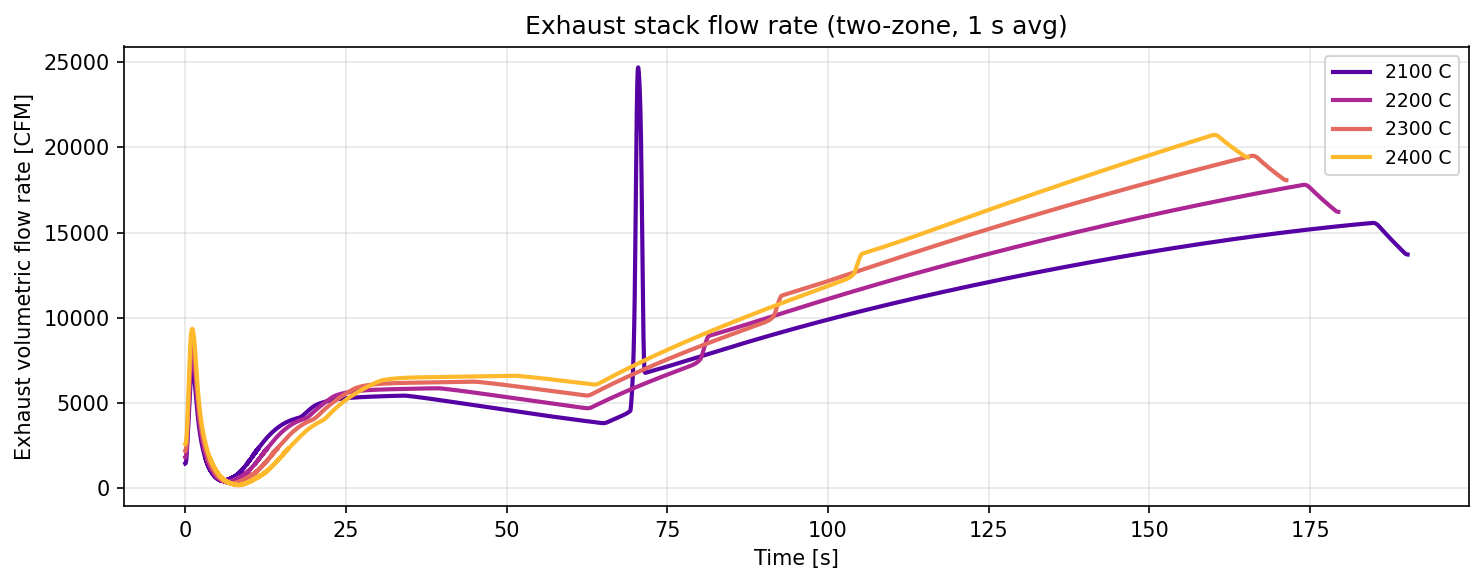 Exhaust stack flow rate (two-zone, 1 s avg)
Exhaust volumetric flow rate [CFM]
25000
20000
15000
10000
5000
0
2100 C
2200 C
2300 C
2400 C
0 25 50 75 100 125 150 175
Time [s]